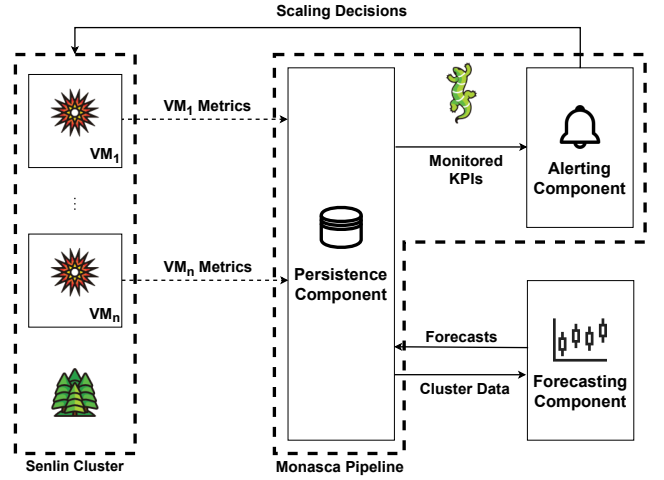 Scaling Decisions
VM1
VM1 Metrics
⋮
VMn
VMn Metrics
Senlin Cluster
Persistence
Component
Monasca Pipeline
Monitored
KPIs
Alerting
Component
Forecasts
Cluster Data
Forecasting
Component